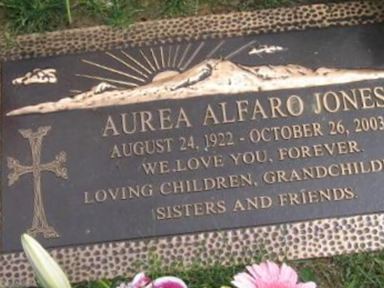 AUREA ALFARO JONES
AUGUST 24, 1922 - OCTOBER 26, 2003
WE LOVE YOU, FOREVER.
LOVING CHILDREN, GRANDCHILD
SISTERS AND FRIENDS.